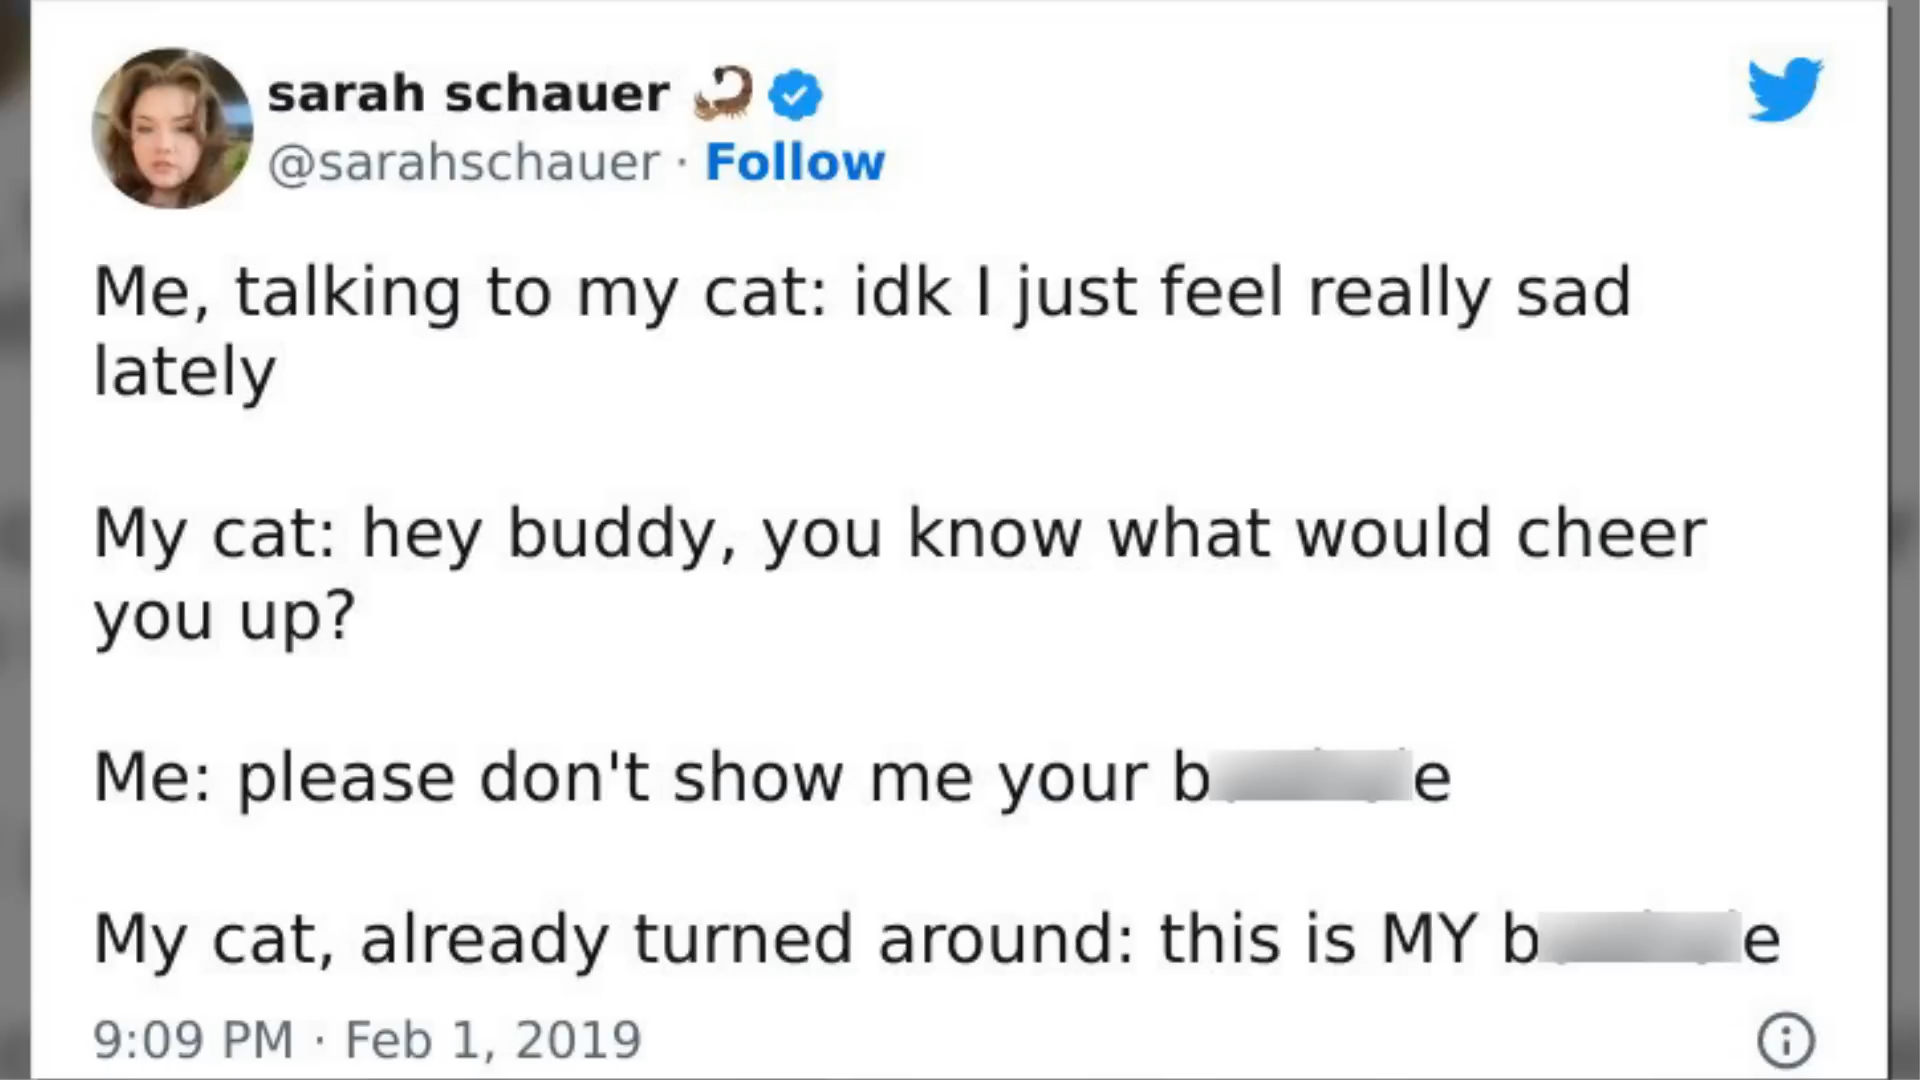 sarah schauer
@sarahschauer · Follow
Me, talking to my cat: idk I just feel really sad
lately
My cat: hey buddy, you know what would cheer
you up?
Me: please don't show me your b e
My cat, already turned around: this is MY b e
9:09 PM · Feb 1, 2019